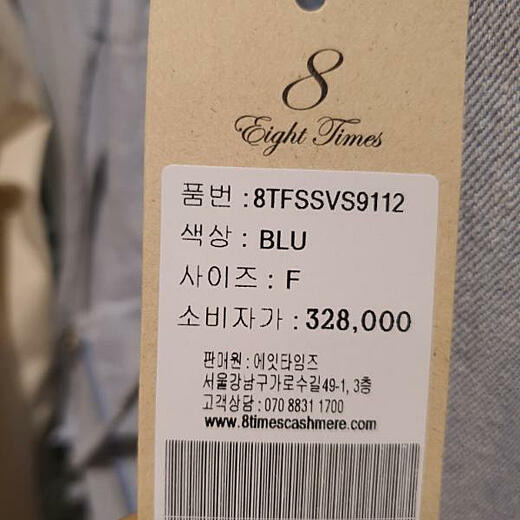 8
Eight Times
품번 : 8TFSSVS9112
색상 : BLU
사이즈 : F
소비자가 : 328,000
판매원 : 에잇타임즈
서울강남구가로수길49-1, 3층
고객상담 : 070 8831 1700
www.8timescashmere.com